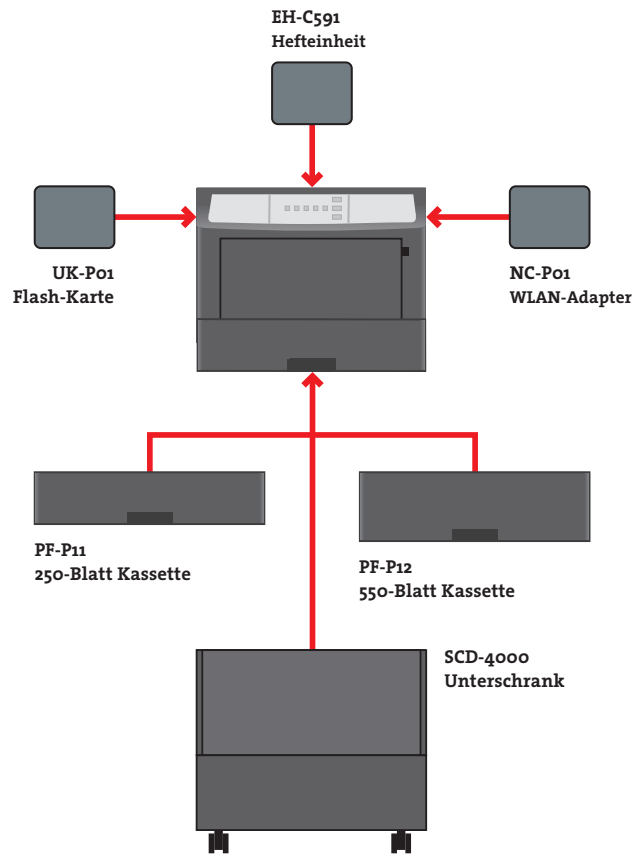 EH-C591
Hefteinheit
UK-P01
Flash-Karte
NC-P01
WLAN-Adapter
PF-P11
250-Blatt Kassette
PF-P12
550-Blatt Kassette
SCD-4000
Unterschrank